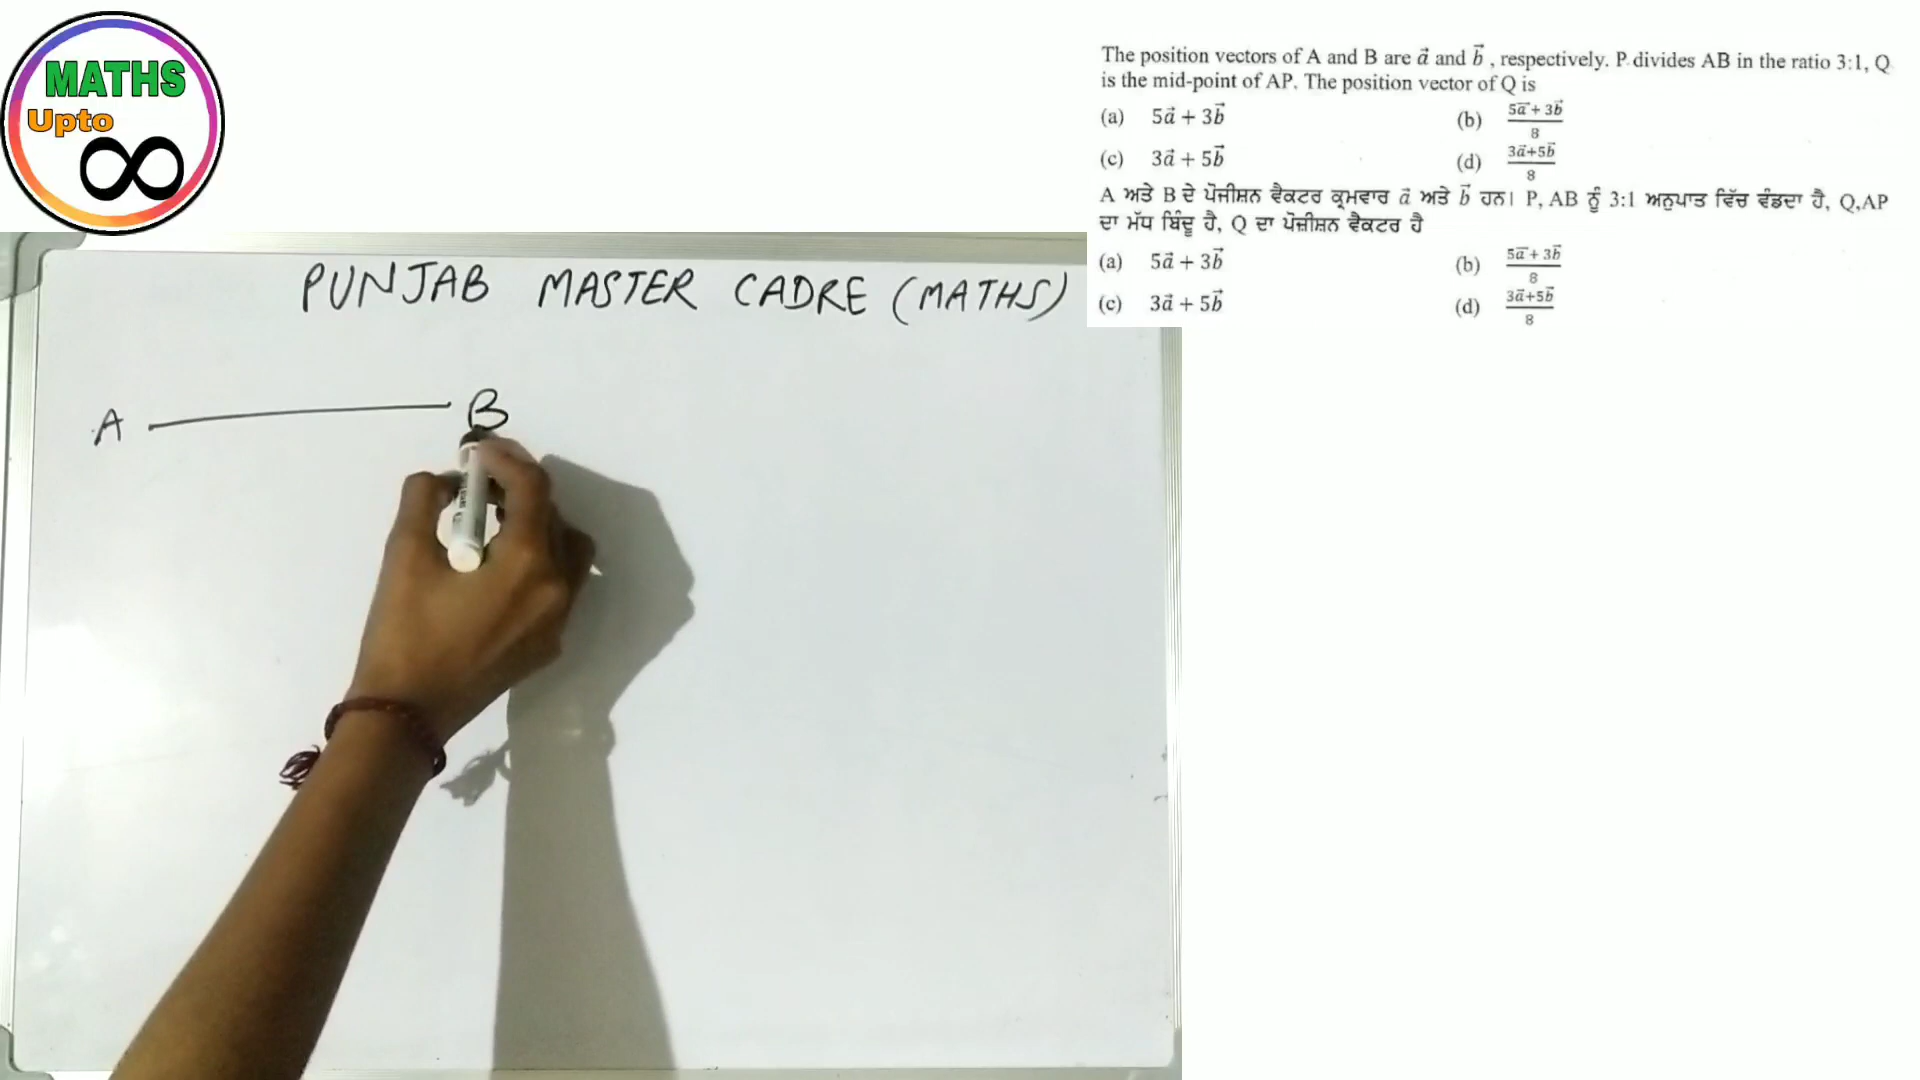 MATHS
Upto
∞
The position vectors of A and B are a⃗ and b⃗ , respectively. P divides AB in the ratio 3:1, Q
is the mid-point of AP. The position vector of Q is
(a) 5a⃗ + 3b⃗ (b) (5a⃗ + 3b⃗)/8
(c) 3a⃗ + 5b⃗ (d) (3a⃗+5b⃗)/8
A ਅਤੇ B ਦੇ ਪੋਜੀਸ਼ਨ ਵੈਕਟਰ ਕ੍ਰਮਵਾਰ a⃗ ਅਤੇ b⃗ ਹਨ। P, AB ਨੂੰ 3:1 ਅਨੁਪਾਤ ਵਿੱਚ ਵੰਡਦਾ ਹੈ, Q,AP
ਦਾ ਮੱਧ ਬਿੰਦੂ ਹੈ, Q ਦਾ ਪੋਜ਼ੀਸ਼ਨ ਵੈਕਟਰ ਹੈ
(a) 5a⃗ + 3b⃗ (b) (5a⃗ + 3b⃗)/8
(c) 3a⃗ + 5b⃗ (d) (3a⃗+5b⃗)/8
PUNJAB MASTER CADRE (MATHS)
A B